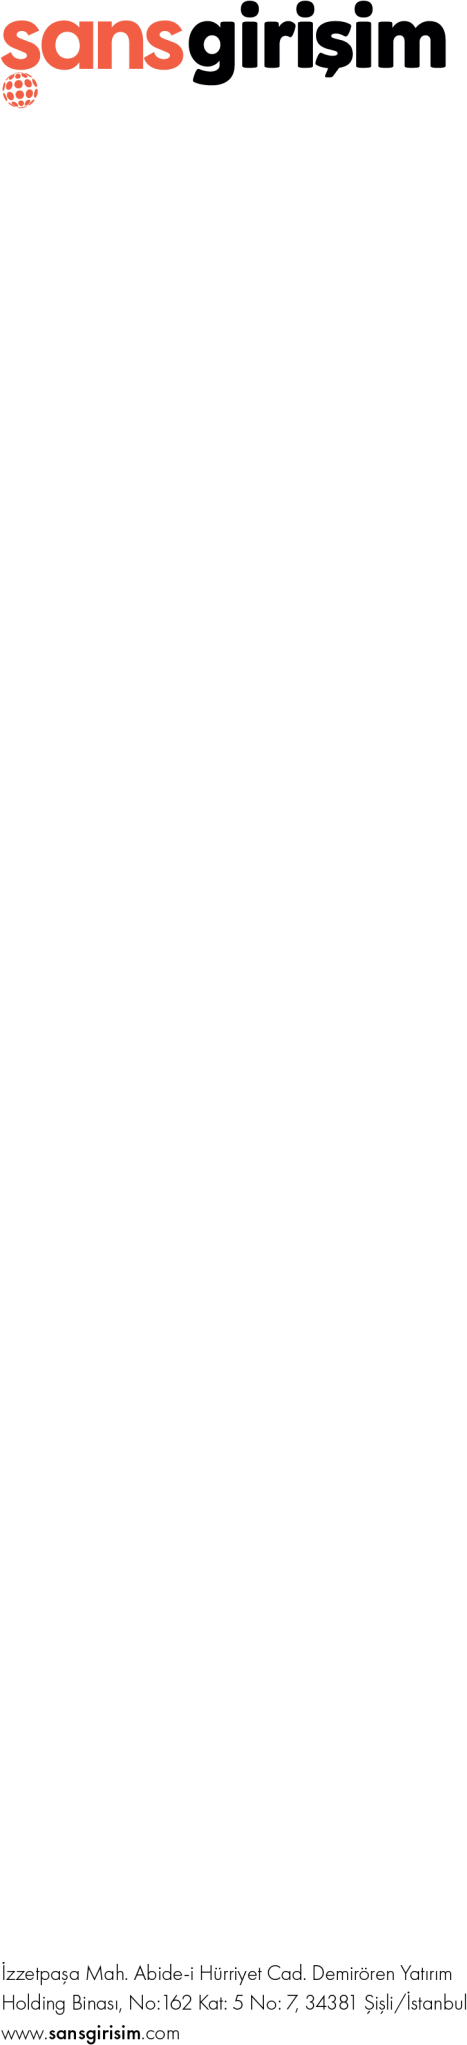 sansgirişim
İzzetpaşa Mah. Abide-i Hürriyet Cad. Demirören Yatırım
Holding Binası, No:162 Kat: 5 No: 7, 34381 Şişli/İstanbul
www.sansgirisim.com